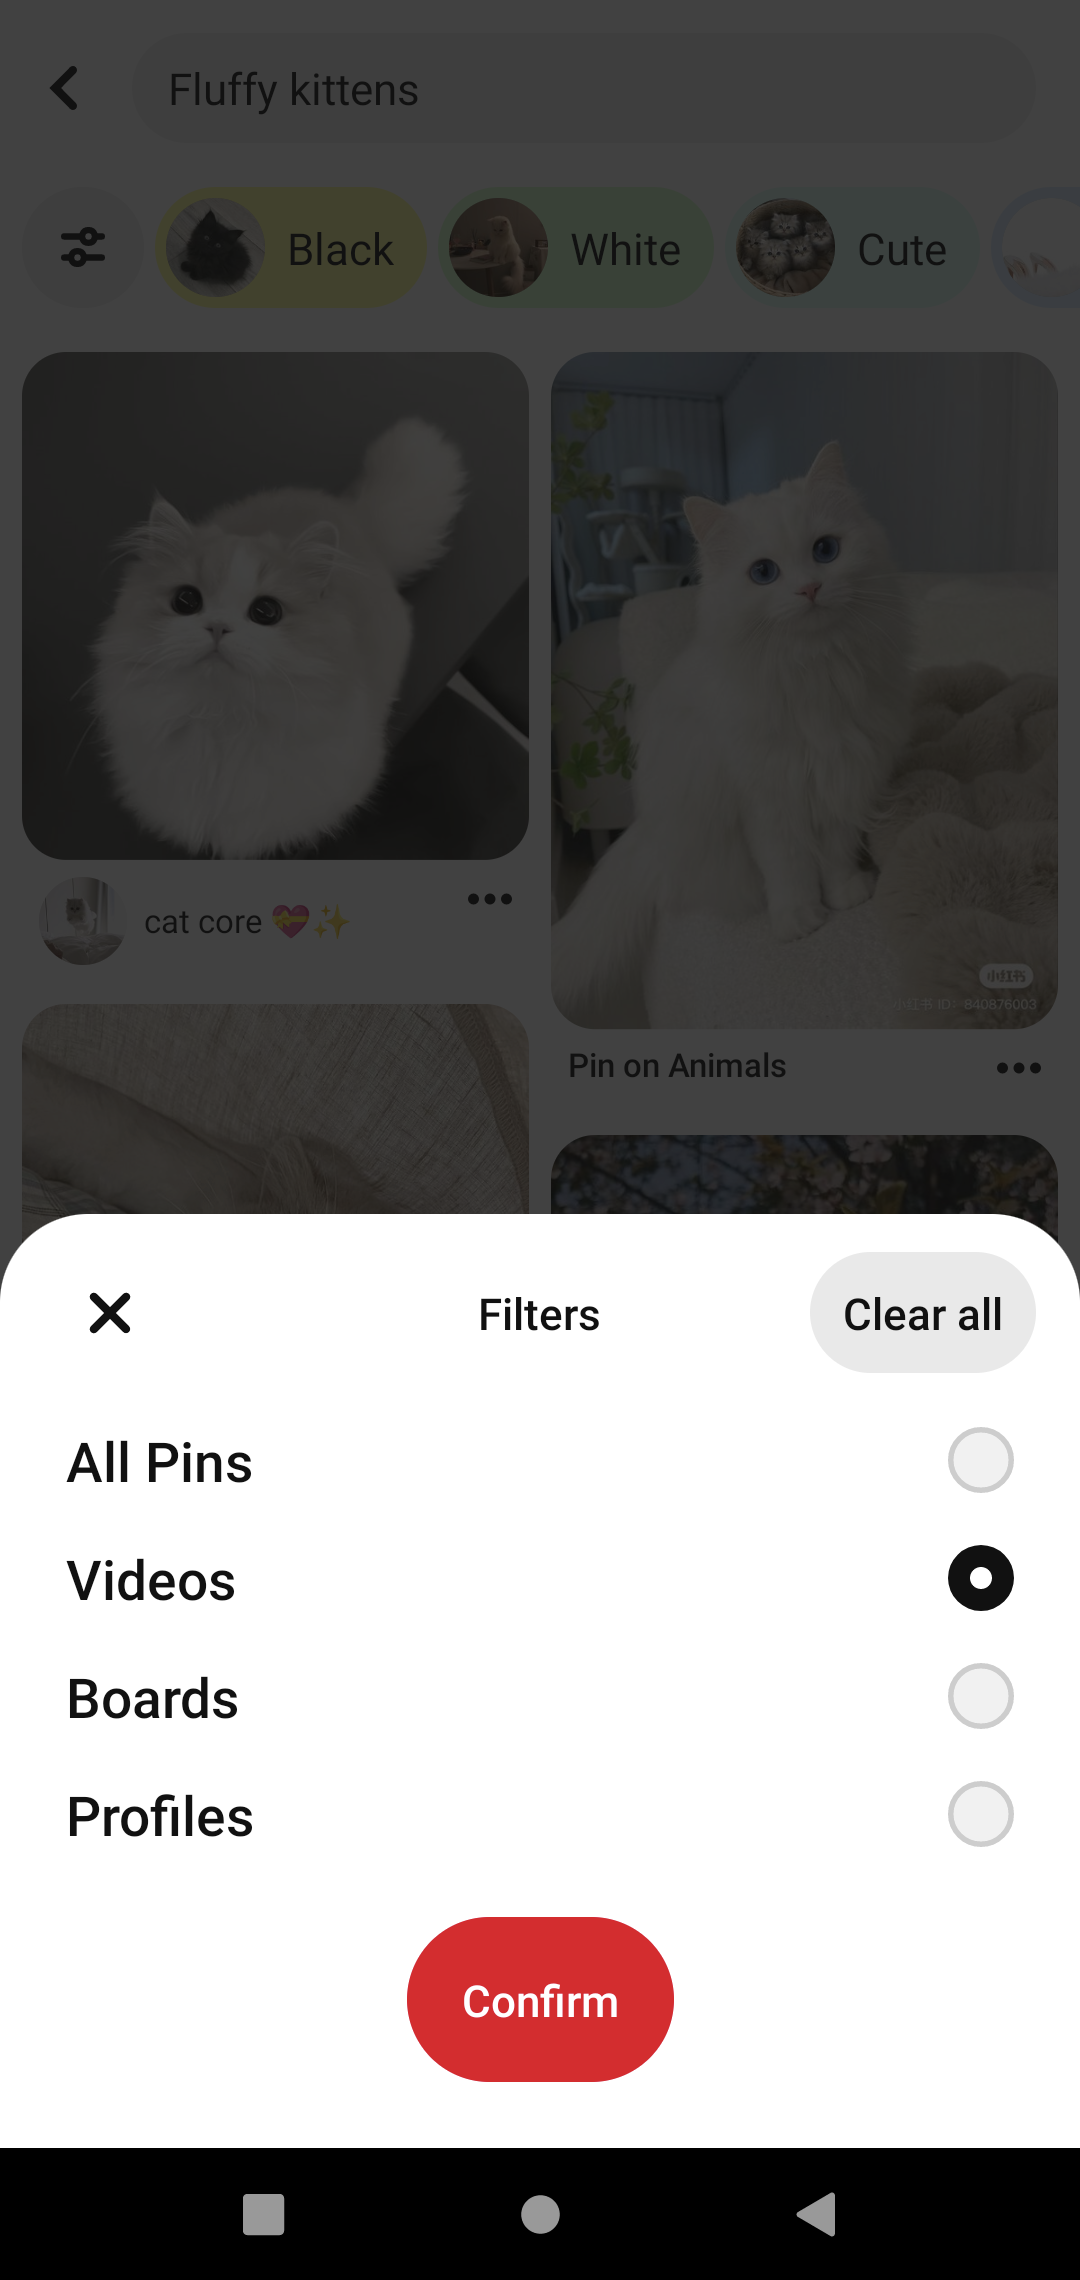 Fluffy kittens
Black
White
Cute
cat core 💝✨
小红书
小红书 ID: 840876003
Pin on Animals
Filters
Clear all
All Pins
Videos
Boards
Profiles
Confirm